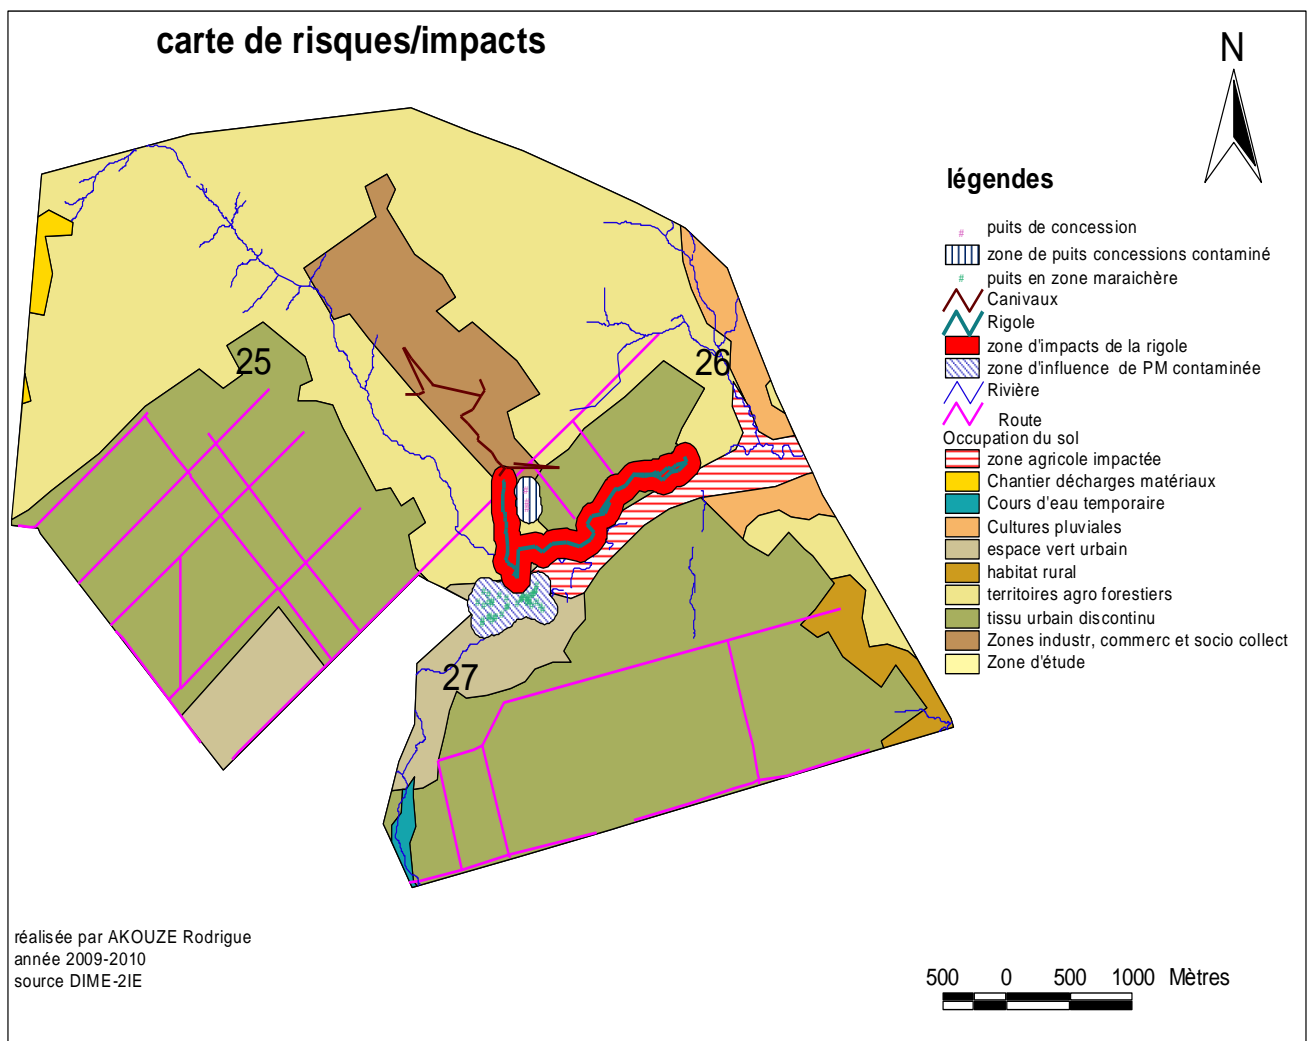 carte de risques/impacts
N
légendes
puits de concession
zone de puits concessions contaminé
puits en zone maraichère
Canivaux
Rigole
zone d'impacts de la rigole
zone d'influence de PM contaminée
Rivière
Route
Occupation du sol
zone agricole impactée
Chantier décharges matériaux
Cours d'eau temporaire
Cultures pluviales
espace vert urbain
habitat rural
territoires agro forestiers
tissu urbain discontinu
Zones industr, commerc et socio collect
Zone d'étude
25
26
27
réalisée par AKOUZE Rodrigue
année 2009-2010
source DIME-2IE
500 0 500 1000 Mètres